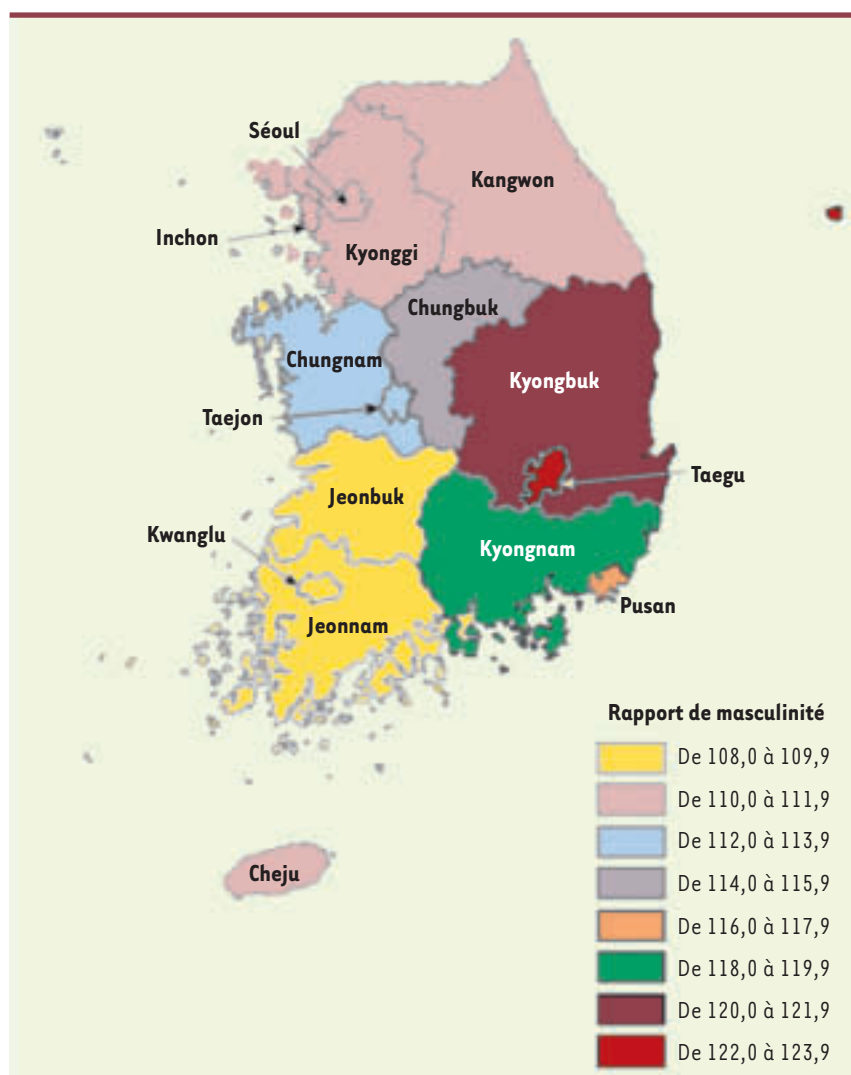 Séoul
Kangwon
Inchon
Kyonggi
Chungbuk
Chungnam
Kyongbuk
Taejon
Taegu
Jeonbuk
Kwanglu
Kyongnam
Pusan
Jeonnam
Rapport de masculinité
De 108,0 à 109,9
De 110,0 à 111,9
De 112,0 à 113,9
De 114,0 à 115,9
De 116,0 à 117,9
De 118,0 à 119,9
De 120,0 à 121,9
De 122,0 à 123,9
Cheju